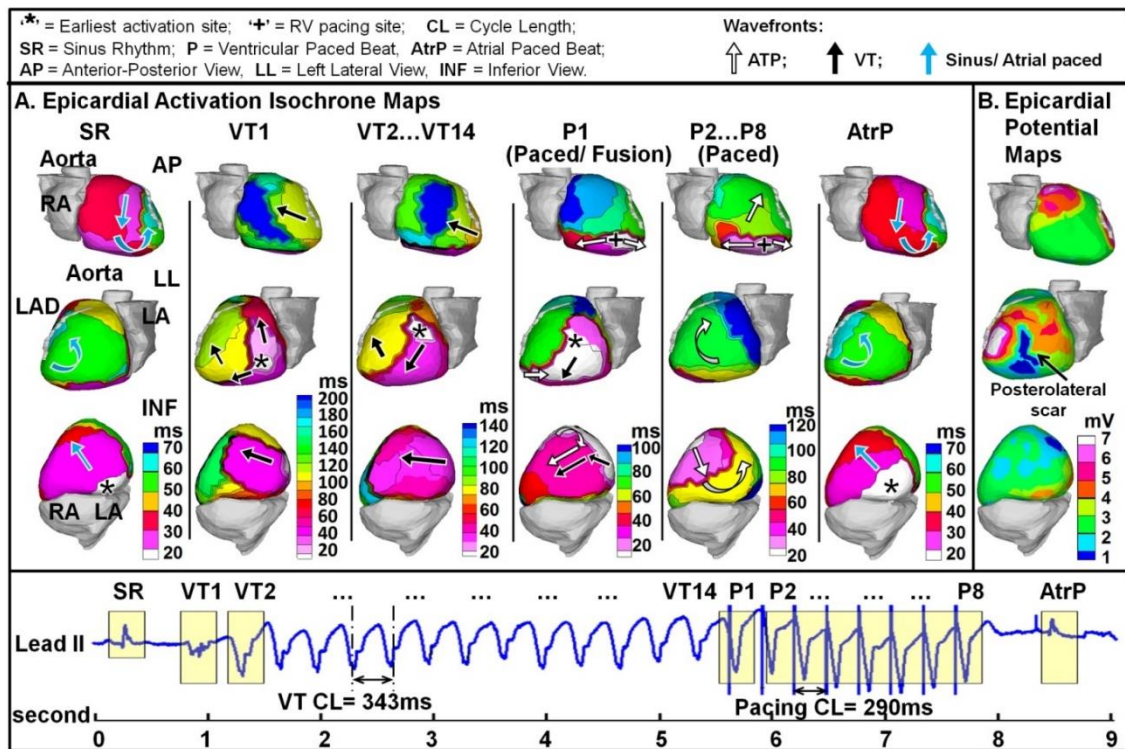 '*' = Earliest activation site; '+' = RV pacing site; CL = Cycle Length;
SR = Sinus Rhythm; P = Ventricular Paced Beat, AtrP = Atrial Paced Beat;
AP = Anterior-Posterior View, LL = Left Lateral View, INF = Inferior View.
Wavefronts:
ATP; VT; Sinus/ Atrial paced
A. Epicardial Activation Isochrone Maps
SR VT1 VT2...VT14 P1 P2...P8 AtrP
(Paced/ Fusion) (Paced)
B. Epicardial
Potential
Maps
Aorta AP
RA
+ +
Aorta LL
LAD LA
* * * 
Posterolateral
scar
INF
ms
70
60
50
40
30
20
* 
RA LA
ms
200
180
160
140
120
100
80
60
40
20
ms
140
120
100
80
60
40
20
ms
100
80
60
40
20
ms
120
100
80
60
40
20
*
ms
70
60
50
40
30
20
mV
7
6
5
4
3
2
1
SR VT1 VT2 ... ... ... ... VT14 P1 P2 ... ... ... P8 AtrP
Lead II
VT CL= 343ms Pacing CL= 290ms
second
0 1 2 3 4 5 6 7 8 9